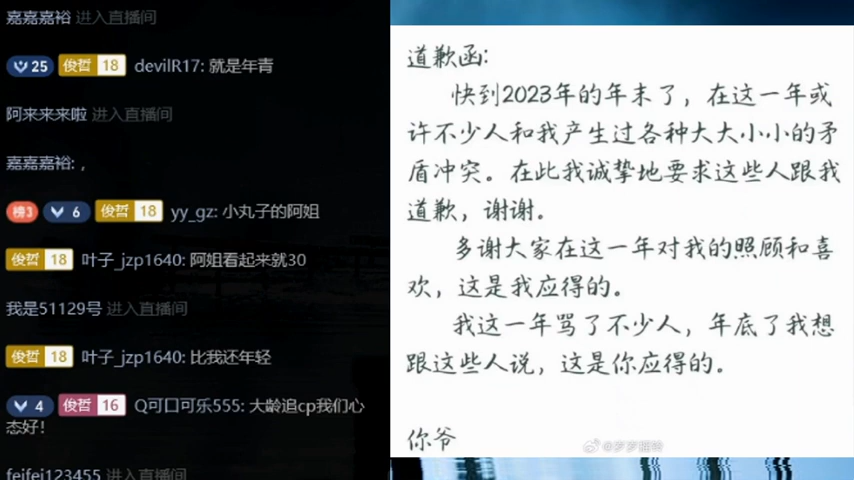 嘉嘉嘉裕 进入直播间
25 俊哲 18 devilR17: 就是年青
阿来来来啦 进入直播间
嘉嘉嘉裕: ,
榜3 6 俊哲 18 yy_gz: 小丸子的阿姐
俊哲 18 叶子_jzp1640: 阿姐看起来就30
我是51129号 进入直播间
俊哲 18 叶子_jzp1640: 比我还年轻
4 俊哲 16 Q可口可乐555: 大龄追cp我们心
态好!
feifei123455 进入直播间
道歉函:
快到2023年的年末了，在这一年或
许不少人和我产生过各种大大小小的矛
盾冲突。在此我诚挚地要求这些人跟我
道歉，谢谢。
多谢大家在这一年对我的照顾和喜
欢，这是我应得的。
我这一年骂了不少人，年底了我想
跟这些人说，这是你应得的。
你爷